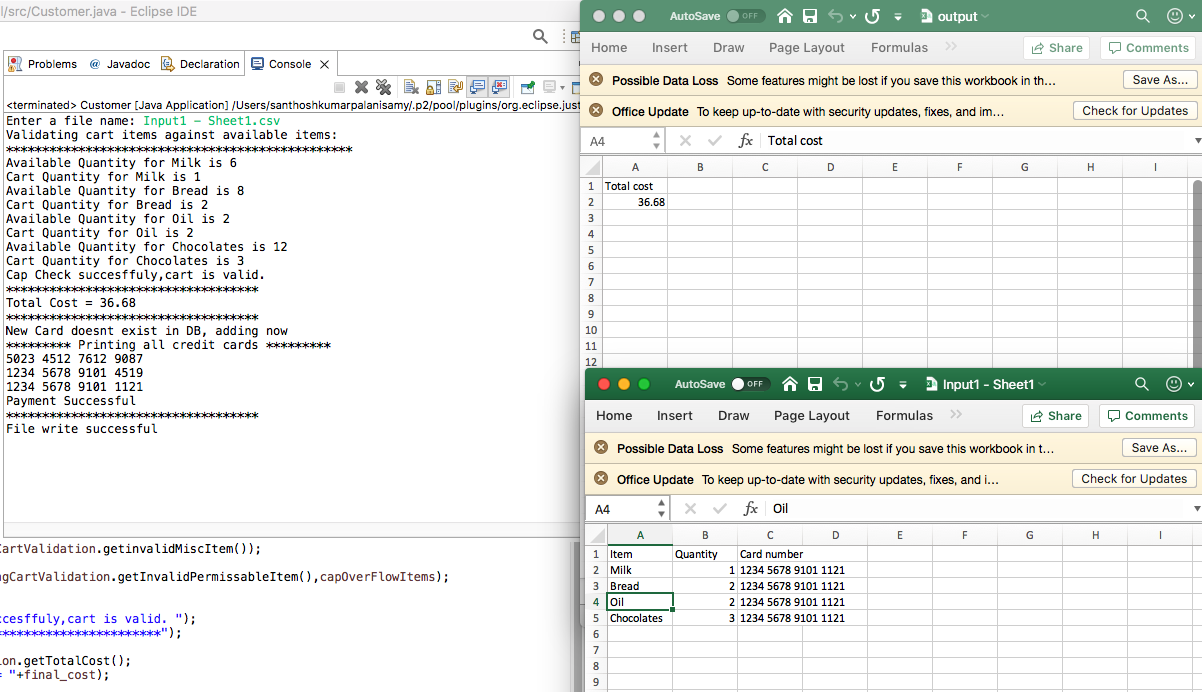 l/src/Customer.java - Eclipse IDE
Problems @ Javadoc Declaration Console
<terminated> Customer [Java Application] /Users/santhoshkumarpalanisamy/.p2/pool/plugins/org.eclipse.just
Enter a file name: Input1 - Sheet1.csv
Validating cart items against available items:
************************************************
Available Quantity for Milk is 6
Cart Quantity for Milk is 1
Available Quantity for Bread is 8
Cart Quantity for Bread is 2
Available Quantity for Oil is 2
Cart Quantity for Oil is 2
Available Quantity for Chocolates is 12
Cart Quantity for Chocolates is 3
Cap Check succesffuly,cart is valid.
***********************************
Total Cost = 36.68
***********************************
New Card doesnt exist in DB, adding now
********* Printing all credit cards *********
5023 4512 7612 9087
1234 5678 9101 4519
1234 5678 9101 1121
Payment Successful
***********************************
File write successful
CartValidation.getinvalidMiscItem());
gCartValidation.getInvalidPermissableItem(),capOverFlowItems);
ccesffuly,cart is valid. ");
***********************");
on.getTotalCost();
= "+final_cost);
AutoSave OFF output
Home Insert Draw Page Layout Formulas Share Comments
Possible Data Loss Some features might be lost if you save this workbook in th... Save As...
Office Update To keep up-to-date with security updates, fixes, and im... Check for Updates
A4 fx Total cost
A B C D E F G H I
1 Total cost
2 36.68
3
4
5
6
7
8
9
10
11
12
AutoSave OFF Input1 - Sheet1
Home Insert Draw Page Layout Formulas Share Comments
Possible Data Loss Some features might be lost if you save this workbook in t... Save As...
Office Update To keep up-to-date with security updates, fixes, and i... Check for Updates
A4 fx Oil
A B C D E F G H I
1 Item Quantity Card number
2 Milk 1 1234 5678 9101 1121
3 Bread 2 1234 5678 9101 1121
4 Oil 2 1234 5678 9101 1121
5 Chocolates 3 1234 5678 9101 1121
6
7
8
9